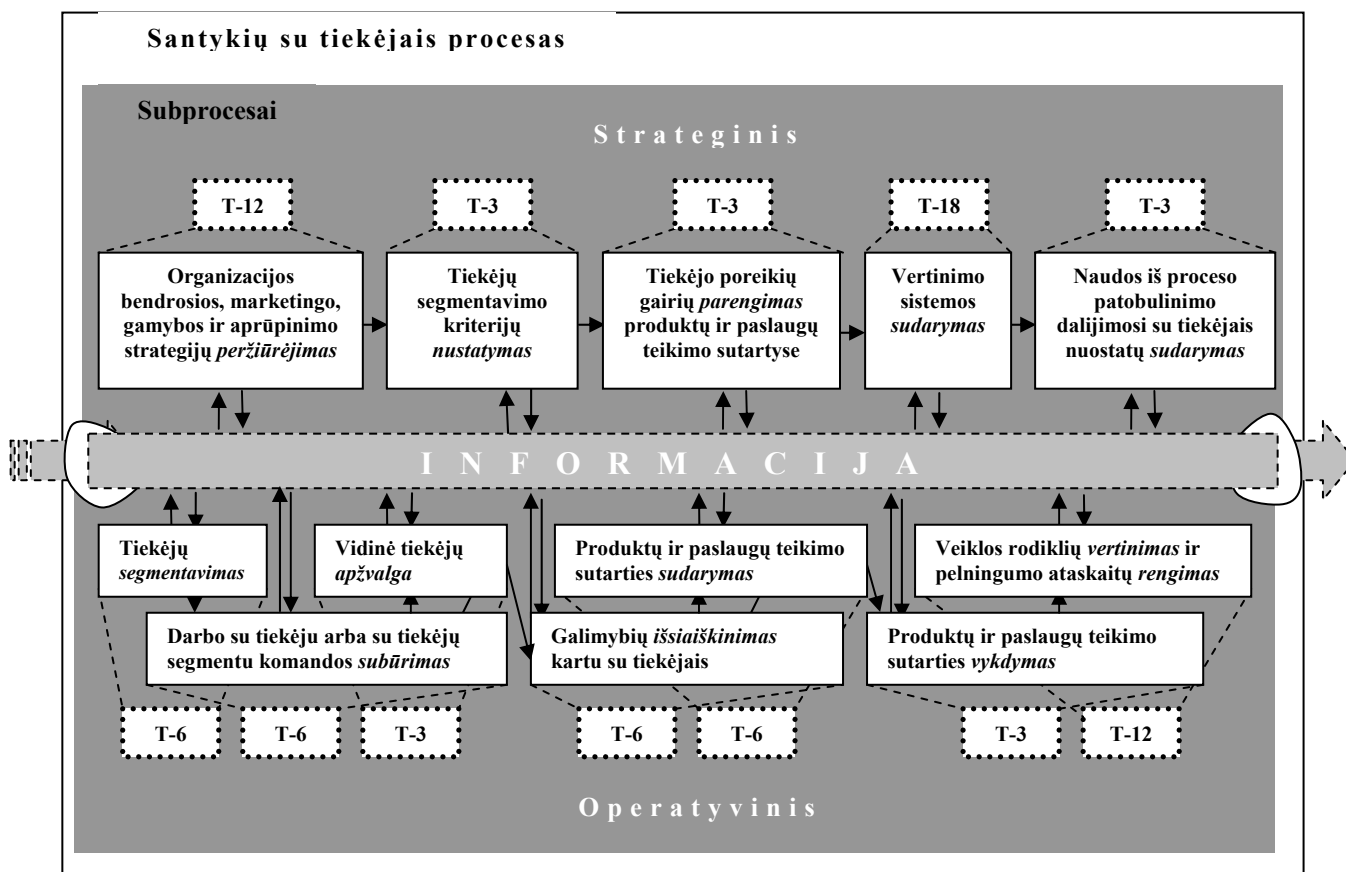 Santykių su tiekėjais procesas
Subprocesai
Strateginis
T-12
T-3
T-3
T-18
T-3
Organizacijos
bendrosios, marketingo,
gamybos ir aprūpinimo
strategijų peržiūrėjimas
Tiekėjų
segmentavimo
kriterijų
nustatymas
Tiekėjo poreikių
gairių parengimas
produktų ir paslaugų
teikimo sutartyse
Vertinimo
sistemos
sudarymas
Naudos iš proceso
patobulinimo
dalijimosi su tiekėjais
nuostatų sudarymas
INFORMACIJA
Tiekėjų
segmentavimas
Vidinė tiekėjų
apžvalga
Produktų ir paslaugų teikimo
sutarties sudarymas
Veiklos rodiklių vertinimas ir
pelningumo ataskaitų rengimas
Darbo su tiekėju arba su tiekėjų
segmentu komandos subūrimas
Galimybių išsiaiškinimas
kartu su tiekėjais
Produktų ir paslaugų teikimo
sutarties vykdymas
T-6
T-6
T-3
T-6
T-6
T-3
T-12
Operatyvinis